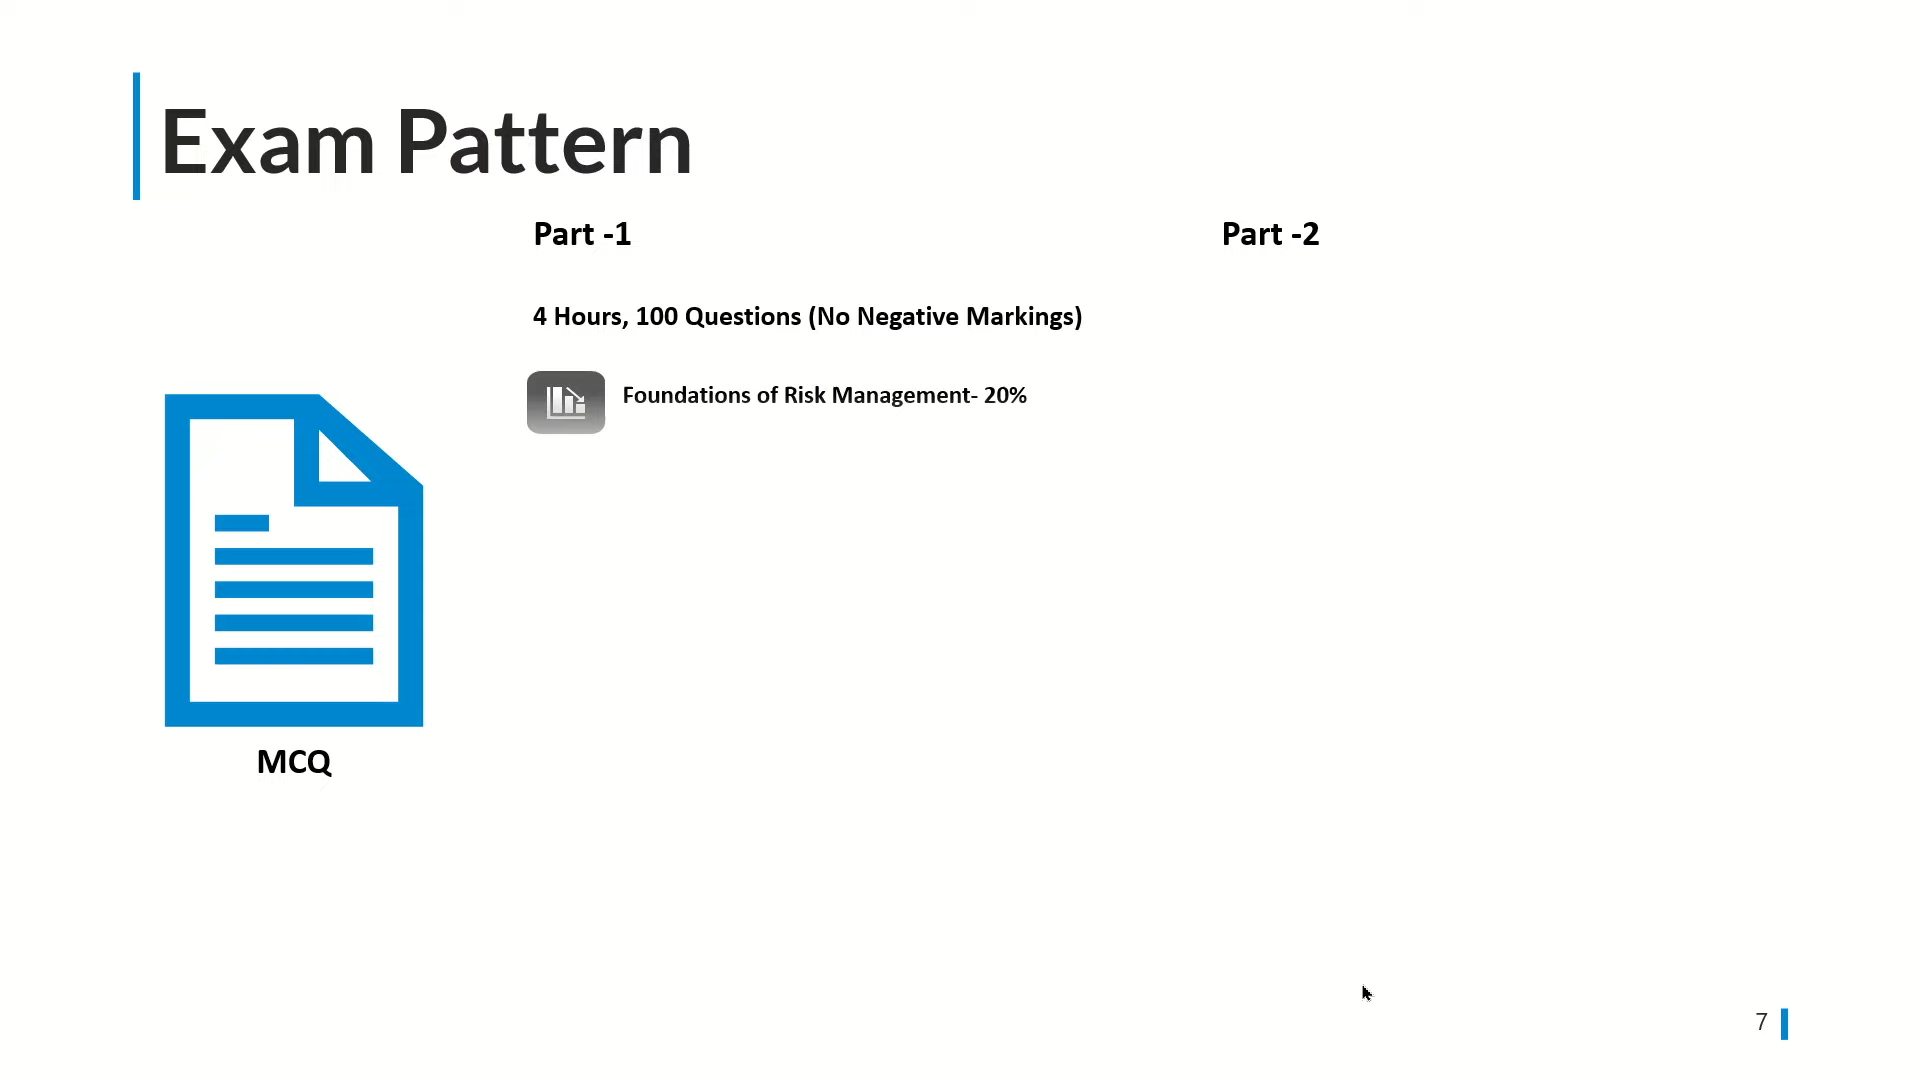 Exam Pattern
Part -1
Part -2
4 Hours, 100 Questions (No Negative Markings)
Foundations of Risk Management- 20%
MCQ
7